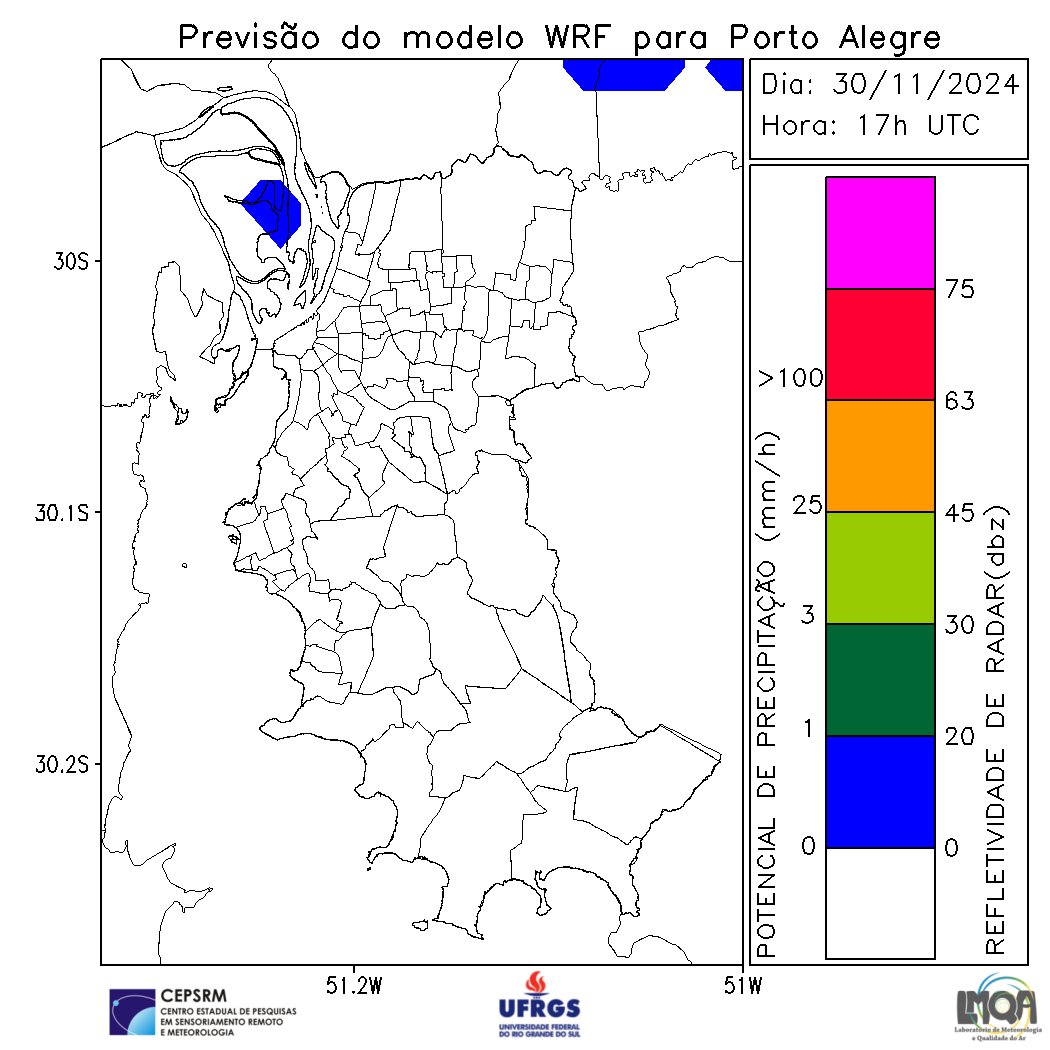 Previsão do modelo WRF para Porto Alegre
Dia: 30/11/2024
Hora: 17h UTC
30S
30.1S
30.2S
51.2W
51W
POTENCIAL DE PRECIPITAÇÃO (mm/h)
>100
25
3
1
0
75
63
45
30
20
0
REFLETIVIDADE DE RADAR(dbz)
CEPSRM
CENTRO ESTADUAL DE PESQUISAS
EM SENSORIAMENTO REMOTO
E METEOROLOGIA
UFRGS
UNIVERSIDADE FEDERAL
DO RIO GRANDE DO SUL
LMQA
Laboratório de Meteorologia
e Qualidade do Ar